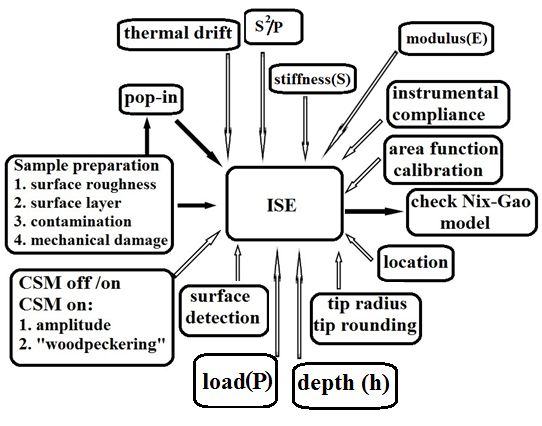 thermal drift
S²/P
modulus(E)
stiffness(S)
pop-in
instrumental
compliance
area function
calibration
Sample preparation
1. surface roughness
2. surface layer
3. contamination
4. mechanical damage
ISE
check Nix-Gao
model
location
CSM off /on
CSM on:
1. amplitude
2. "woodpeckering"
surface
detection
tip radius
tip rounding
load(P)
depth (h)